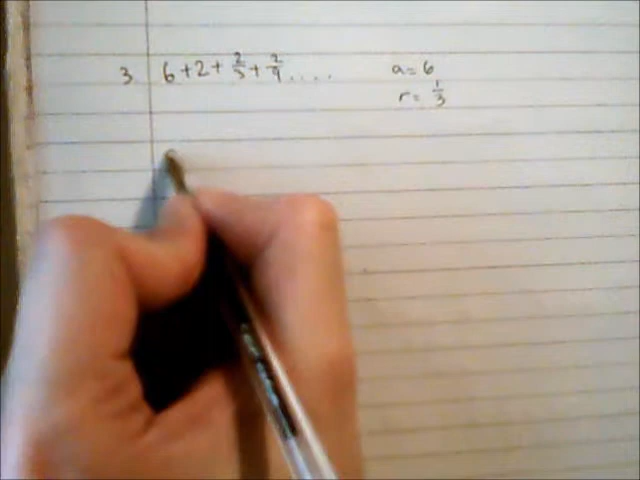 3 6 + 2 + 2/3 + 2/9 .... a = 6
r = 1/3